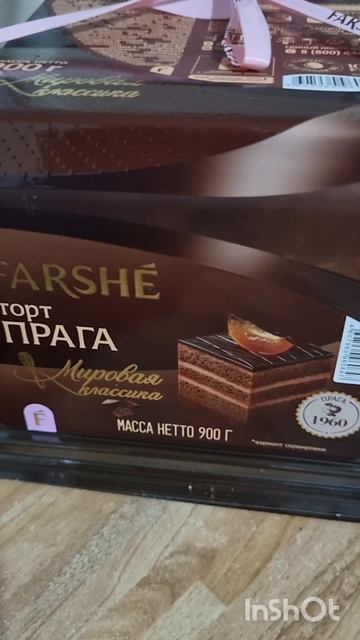 Мировая
классика
FARSHÉ
торт
ПРАГА
Мировая
классика
F
МАССА НЕТТО 900 Г
ПРАГА
1960
*вариант сервировки
InShOt